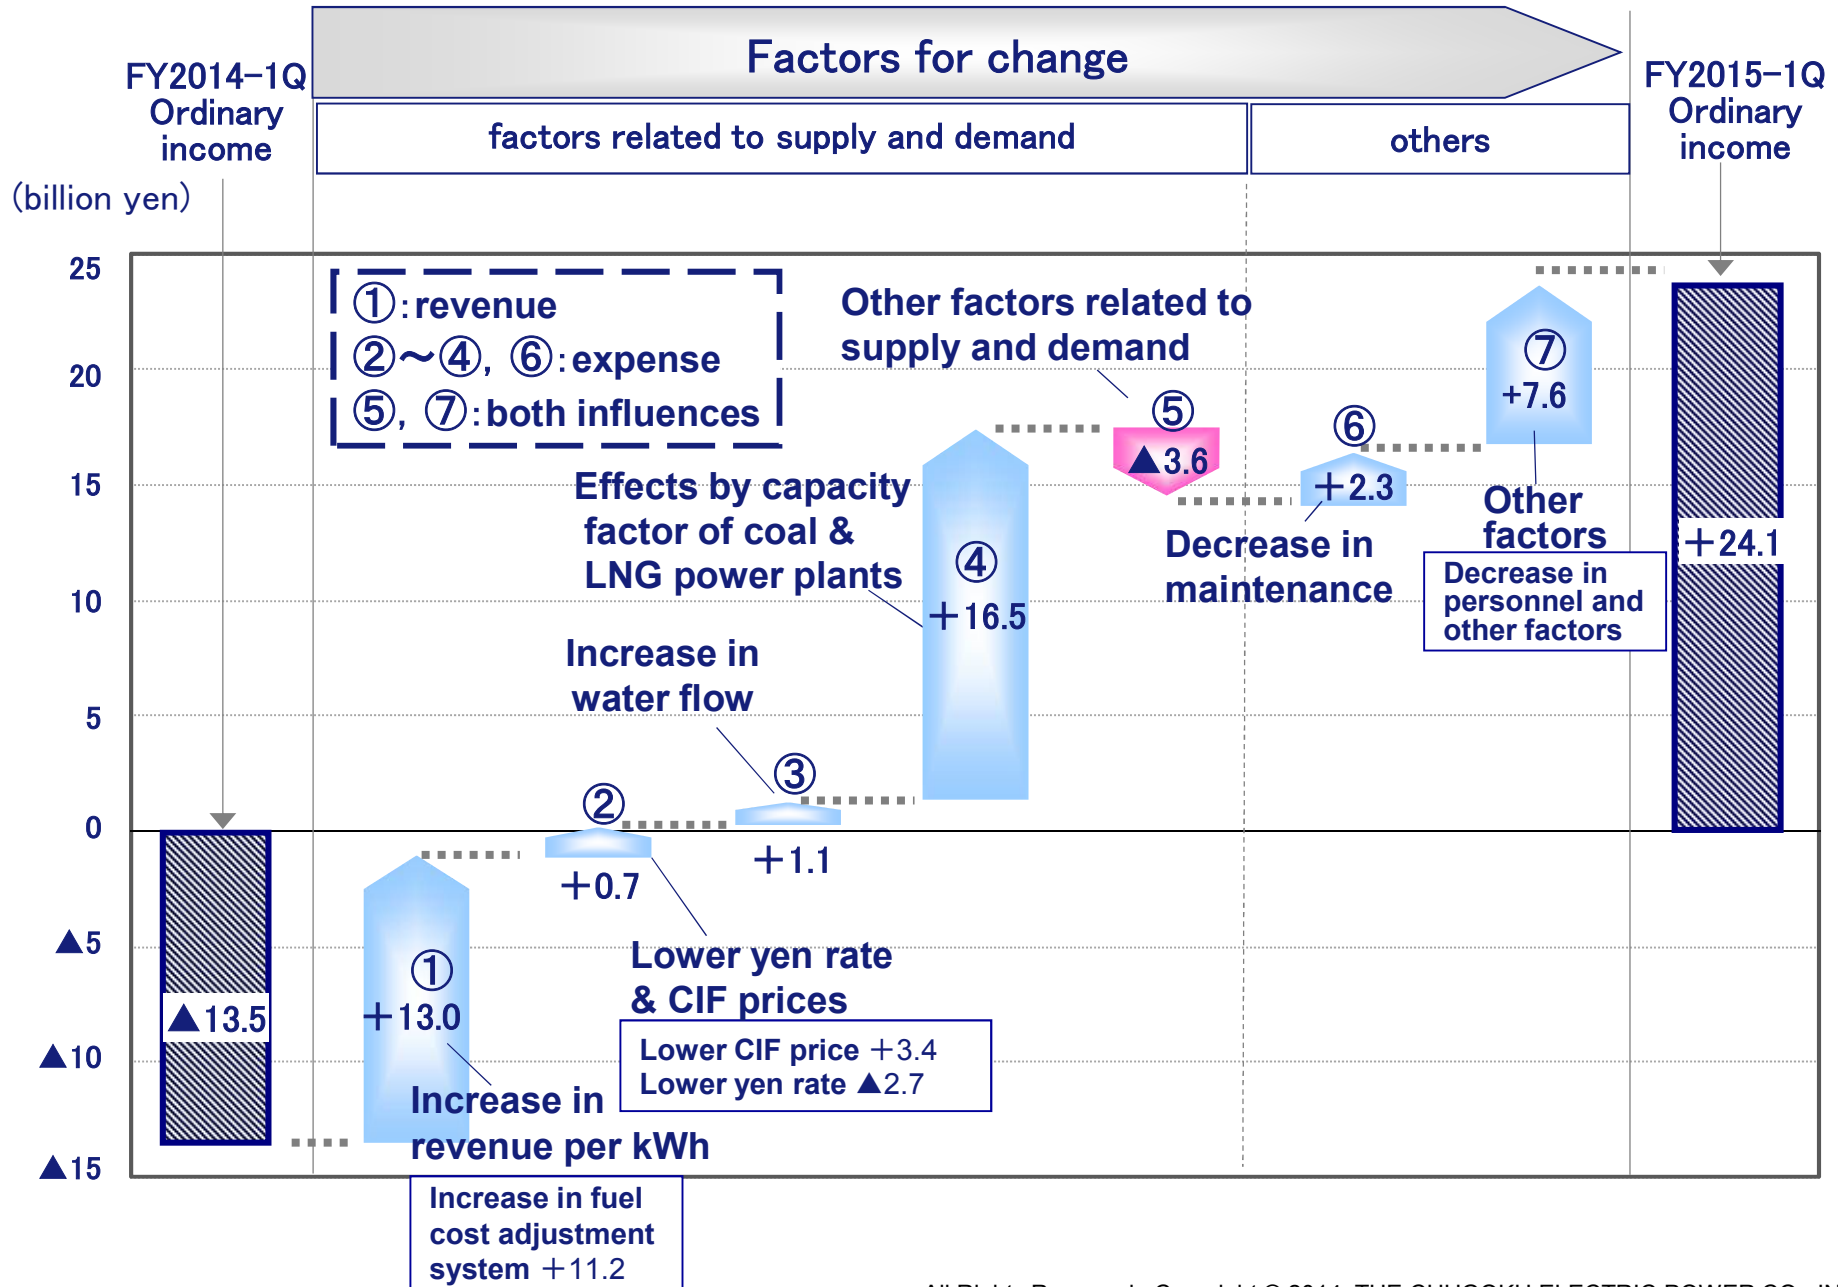 Factors for change
FY2014-1Q
Ordinary
income
FY2015-1Q
Ordinary
income
factors related to supply and demand
others
(billion yen)
25
20
15
10
5
0
▲5
▲10
▲15
①:revenue
②～④, ⑥:expense
⑤, ⑦:both influences
▲13.5
①
+13.0
Increase in
revenue per kWh
Increase in fuel
cost adjustment
system +11.2
②
+0.7
Lower yen rate
& CIF prices
Lower CIF price +3.4
Lower yen rate ▲2.7
③
+1.1
Increase in
water flow
④
+16.5
Effects by capacity
factor of coal &
LNG power plants
Other factors related to
supply and demand
⑤
▲3.6
⑥
+2.3
Decrease in
maintenance
⑦
+7.6
Other
factors
Decrease in
personnel and
other factors
+24.1